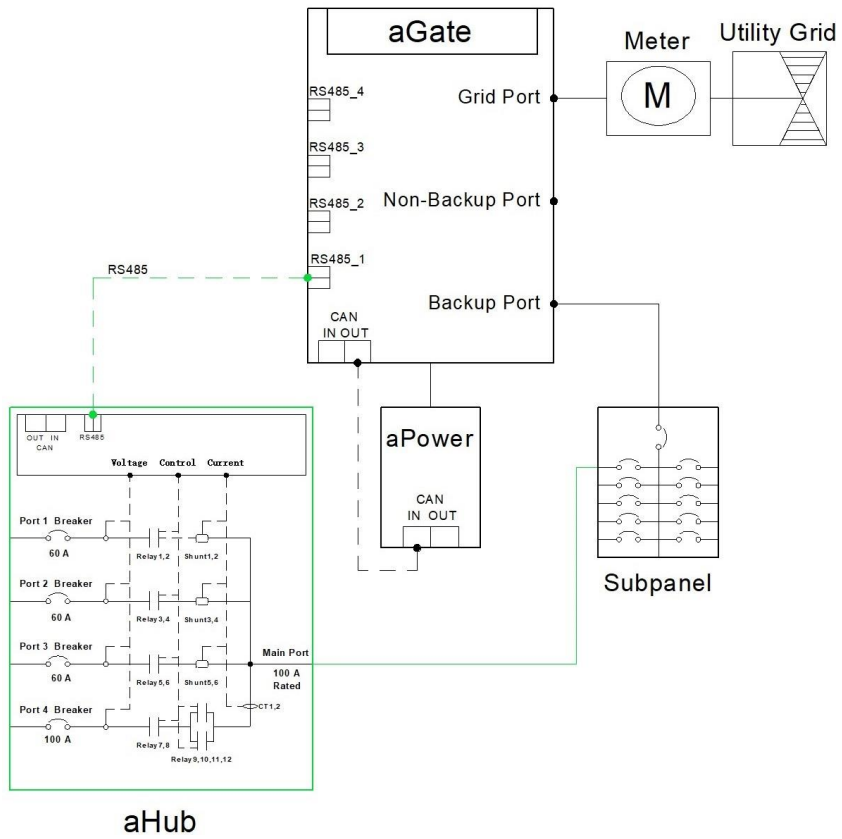 aGate
Meter
Utility Grid
RS485_4
Grid Port
M
RS485_3
Non-Backup Port
RS485_2
RS485_1
RS485
Backup Port
CAN
IN OUT
OUT IN
CAN
RS485
aPower
Voltage Control Current
CAN
IN OUT
Port 1 Breaker
60 A
Relay1,2
Shunt1,2
Subpanel
Port 2 Breaker
60 A
Relay3,4
Shunt3,4
Port 3 Breaker
60 A
Relay5,6
Shunt5,6
Main Port
100 A
Rated
Port 4 Breaker
100 A
CT1,2
Relay7,8
Relay9,10,11,12
aHub